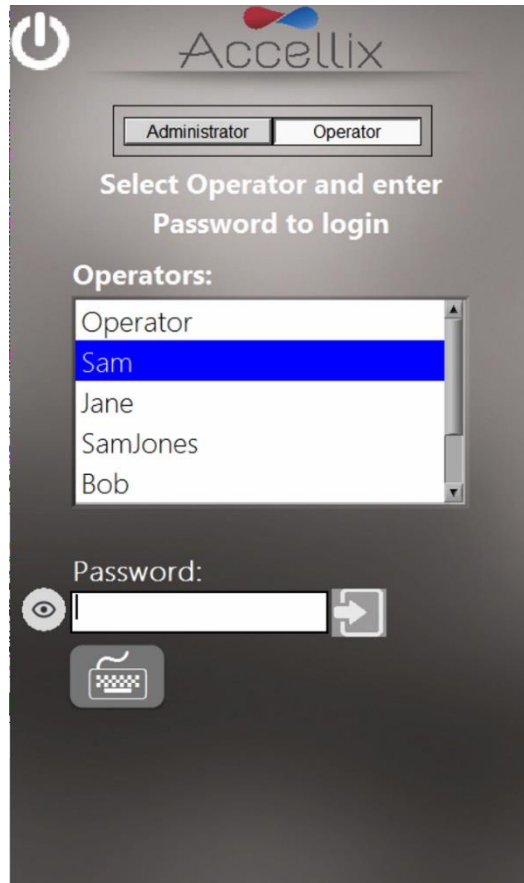 Accellix
Administrator Operator
Select Operator and enter
Password to login
Operators:
Operator
Sam
Jane
SamJones
Bob
Password: